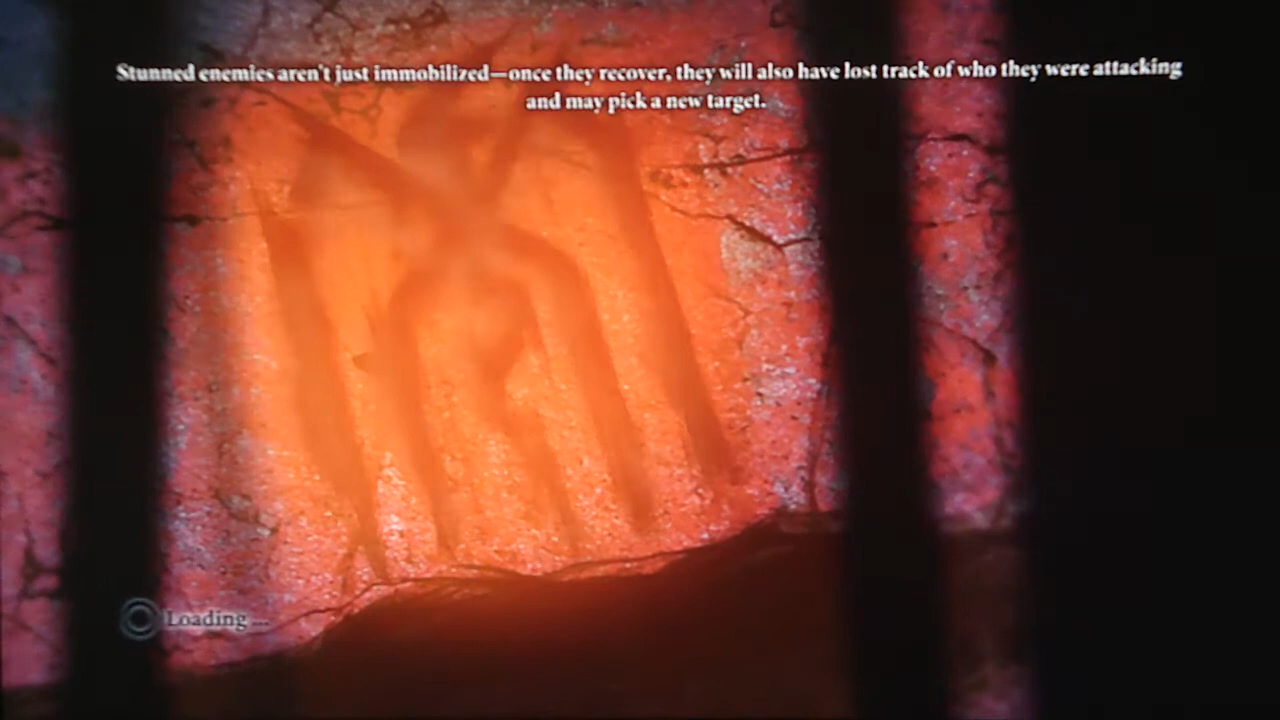 Stunned enemies aren't just immobilized—once they recover, they will also have lost track of who they were attacking
and may pick a new target.
Loading ...